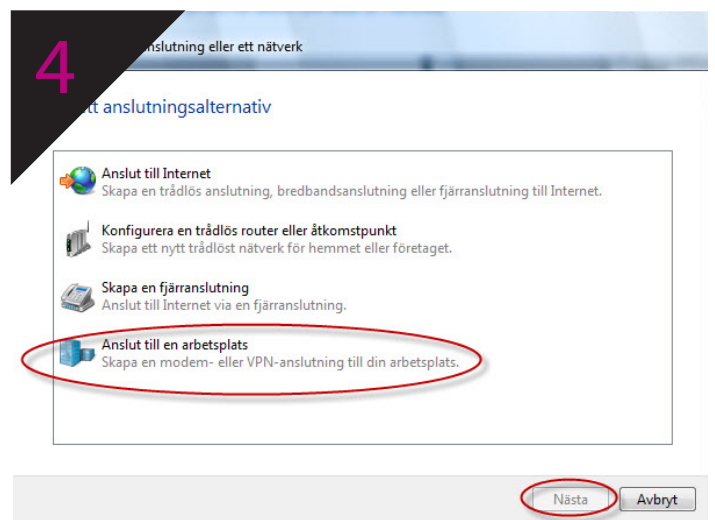 4
nslutning eller ett nätverk
tt anslutningsalternativ
Anslut till Internet
Skapa en trådlös anslutning, bredbandsanslutning eller fjärranslutning till Internet.
Konfigurera en trådlös router eller åtkomstpunkt
Skapa ett nytt trådlöst nätverk för hemmet eller företaget.
Skapa en fjärranslutning
Anslut till Internet via en fjärranslutning.
Anslut till en arbetsplats
Skapa en modem- eller VPN-anslutning till din arbetsplats.
Nästa Avbryt